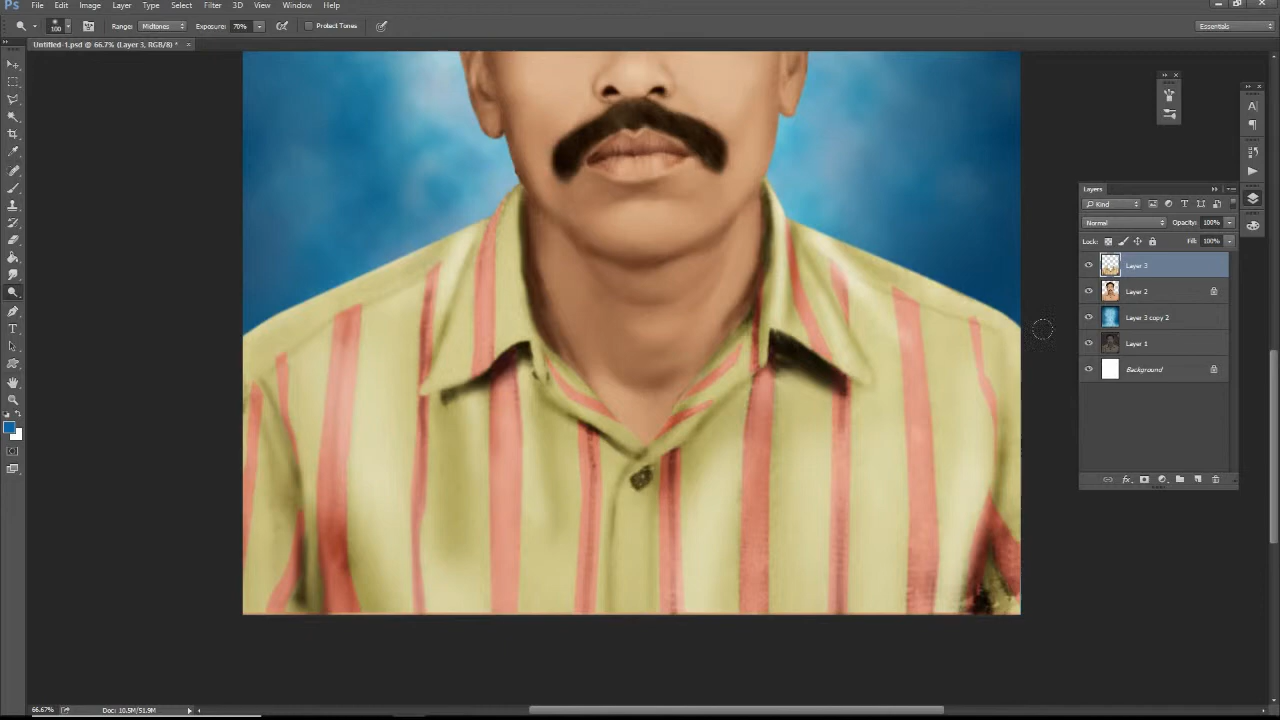 Ps File Edit Image Layer Type Select Filter 3D View Window Help
100 Range: Midtones Exposure: 70% Protect Tones Essentials
Untitled-1.psd @ 66.7% (Layer 3, RGB/8) * ×
Layers
Kind
Normal Opacity: 100%
Lock: Fill: 100%
Layer 3
Layer 2
Layer 3 copy 2
Layer 1
Background
66.67% Doc: 10.5M/51.9M